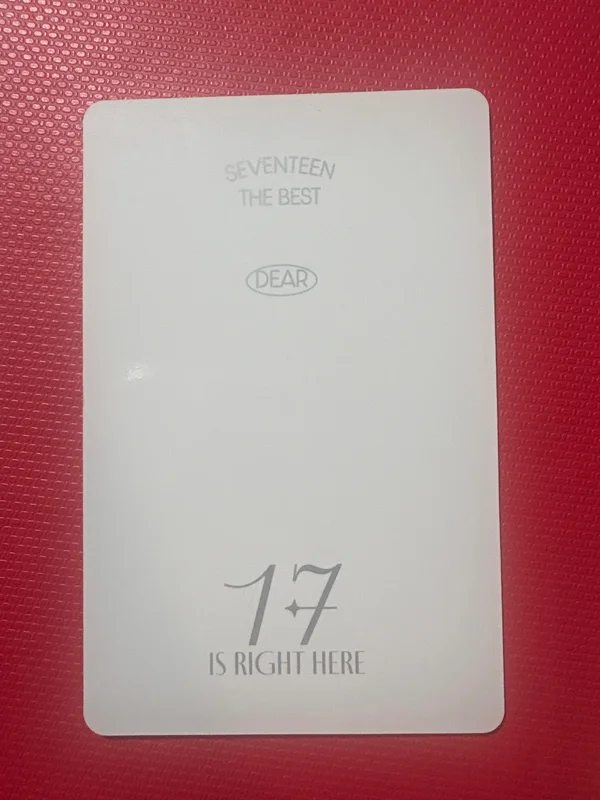 SEVENTEEN
THE BEST
DEAR
17
IS RIGHT HERE